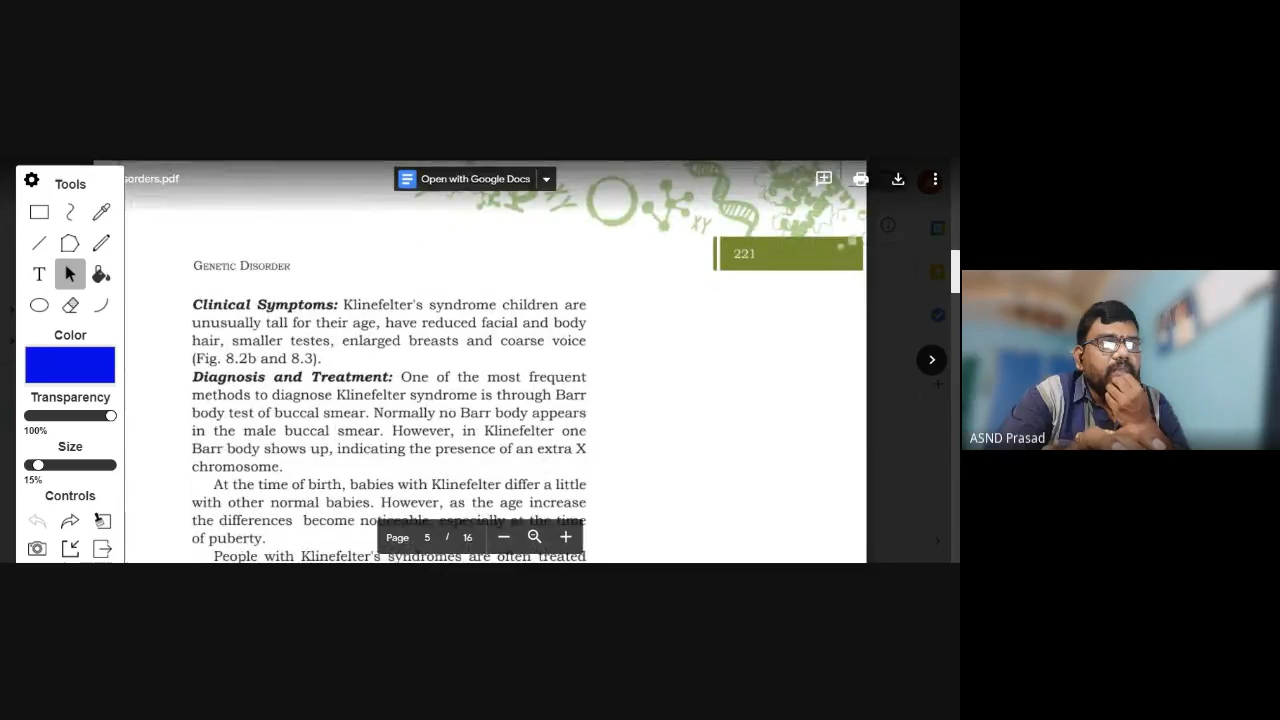 Tools
Color
Transparency
100%
Size
15%
Controls
sorders.pdf
Open with Google Docs
XY
221
GENETIC DISORDER
Clinical Symptoms: Klinefelter's syndrome children are
unusually tall for their age, have reduced facial and body
hair, smaller testes, enlarged breasts and coarse voice
(Fig. 8.2b and 8.3).
Diagnosis and Treatment: One of the most frequent
methods to diagnose Klinefelter syndrome is through Barr
body test of buccal smear. Normally no Barr body appears
in the male buccal smear. However, in Klinefelter one
Barr body shows up, indicating the presence of an extra X
chromosome.
At the time of birth, babies with Klinefelter differ a little
with other normal babies. However, as the age increase
the differences become noticeable, especially at the time
of puberty.
People with Klinefelter's syndromes are often treated
Page 5 / 16
ASND Prasad